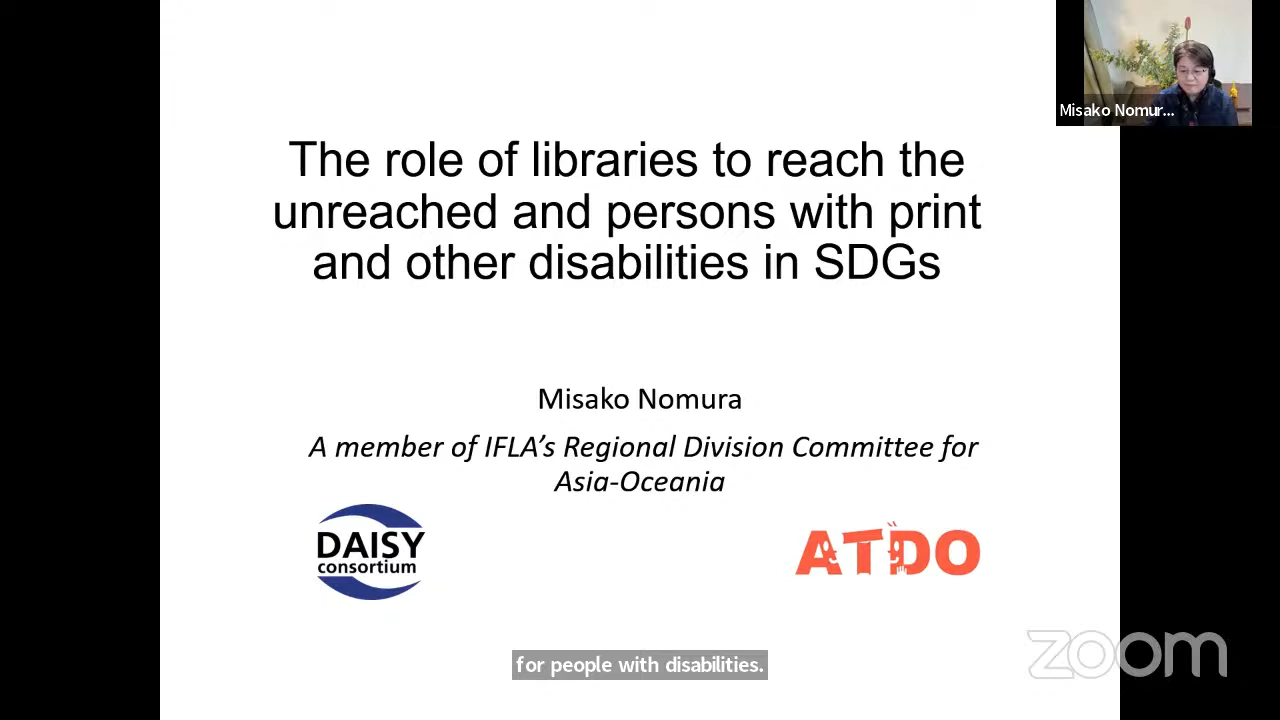 Misako Nomur...
The role of libraries to reach the
unreached and persons with print
and other disabilities in SDGs
Misako Nomura
A member of IFLA’s Regional Division Committee for
Asia-Oceania
DAISY
consortium
ATDO
for people with disabilities.
zoom